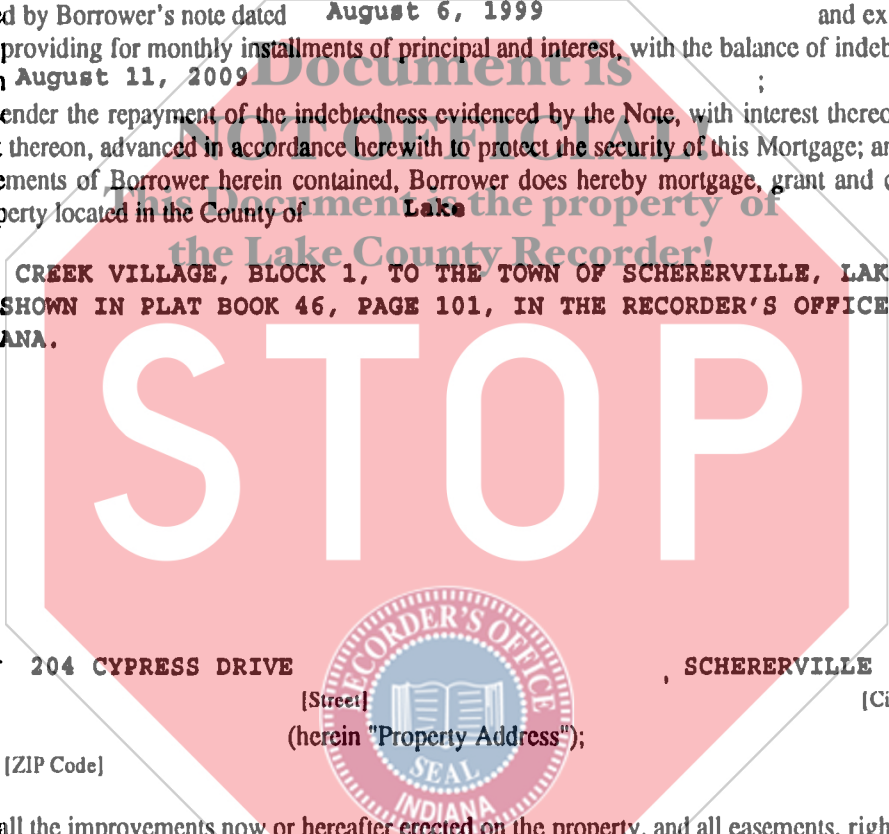 ed by Borrower's note dated August 6, 1999 and ex
providing for monthly installments of principal and interest, with the balance of indeb
August 11, 2009 ;
Document is
ender the repayment of the indebtedness evidenced by the Note, with interest thereo
NOT OFFICIAL!
thereon, advanced in accordance herewith to protect the security of this Mortgage; an
ements of Borrower herein contained, Borrower does hereby mortgage, grant and c
This Document is the property of
perty located in the County of Lake
the Lake County Recorder!
CREEK VILLAGE, BLOCK 1, TO THE TOWN OF SCHERERVILLE, LAK
SHOWN IN PLAT BOOK 46, PAGE 101, IN THE RECORDER'S OFFICE
ANA.
STOP
RECORDER'S OFFICE
204 CYPRESS DRIVE , SCHERERVILLE
[Street] [Ci
(herein "Property Address");
[ZIP Code]
SEAL
INDIANA
all the improvements now or hereafter erected on the property, and all easements, righ